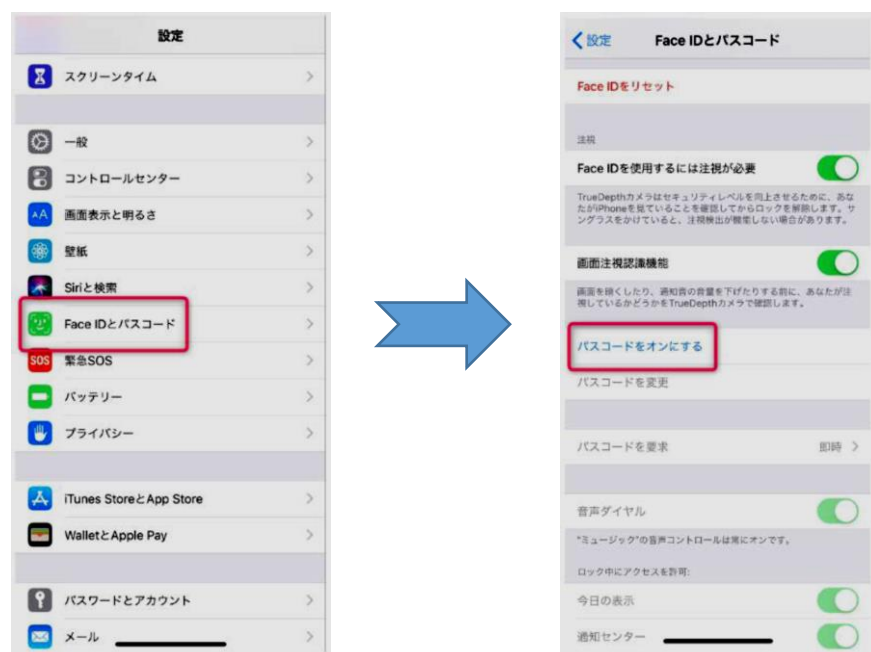 設定
スクリーンタイム
一般
コントロールセンター
AA 画面表示と明るさ
壁紙
Siriと検索
Face IDとパスコード
SOS 緊急SOS
バッテリー
プライバシー
iTunes StoreとApp Store
WalletとApple Pay
パスワードとアカウント
メール
設定 Face IDとパスコード
Face IDをリセット
注視
Face IDを使用するには注視が必要
TrueDepthカメラはセキュリティレベルを向上させるために、あな
たがiPhoneを見ていることを確認してからロックを解除します。サ
ングラスをかけていると、注視検出が機能しない場合があります。
画面注視認識機能
画面を暗くしたり、通知音の音量を下げたりする前に、あなたが注
視しているかどうかをTrueDepthカメラで確認します。
パスコードをオンにする
パスコードを変更
パスコードを要求 即時
音声ダイヤル
"ミュージック"の音声コントロールは常にオンです。
ロック中にアクセスを許可:
今日の表示
通知センター